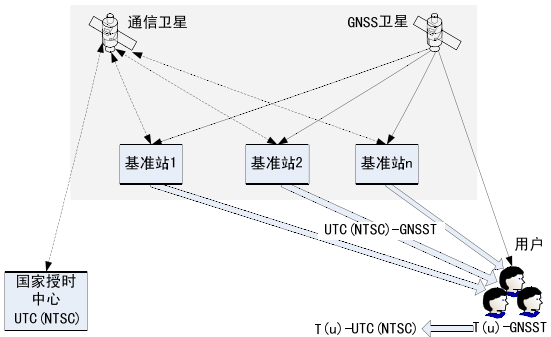 通信卫星
GNSS卫星
基准站1
基准站2
基准站n
UTC(NTSC)-GNSST
用户
国家授时
中心
UTC(NTSC)
T(u)-UTC(NTSC)
T(u)-GNSST